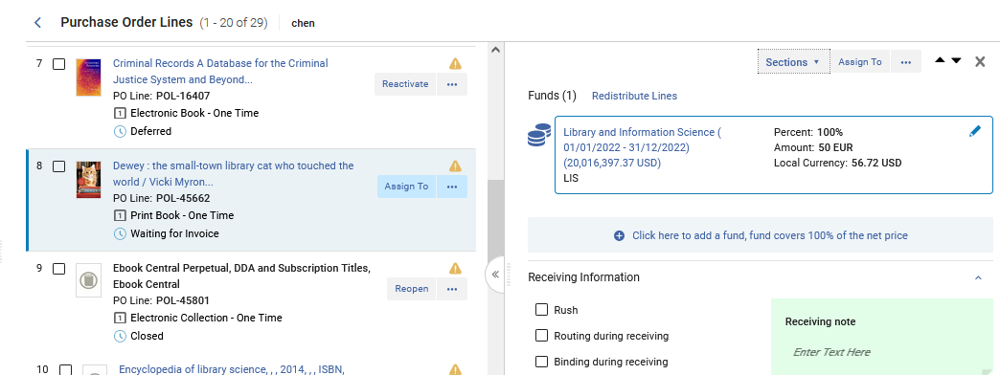 Purchase Order Lines (1 - 20 of 29) chen
7 Criminal Records A Database for the Criminal
Justice System and Beyond...
PO Line: POL-16407
1 Electronic Book - One Time
Deferred
Reactivate ...
8 Dewey : the small-town library cat who touched the
world / Vicki Myron...
PO Line: POL-45662
1 Print Book - One Time
Waiting for Invoice
Assign To ...
9 Ebook Central Perpetual, DDA and Subscription Titles,
Ebook Central
PO Line: POL-45801
1 Electronic Collection - One Time
Closed
Reopen ...
10 Encyclopedia of library science, , , 2014, , , ISBN,
Sections Assign To ...
Funds (1) Redistribute Lines
Library and Information Science (
01/01/2022 - 31/12/2022)
(20,016,397.37 USD)
LIS
Percent: 100%
Amount: 50 EUR
Local Currency: 56.72 USD
Click here to add a fund, fund covers 100% of the net price
Receiving Information
Rush
Routing during receiving
Binding during receiving
Receiving note
Enter Text Here